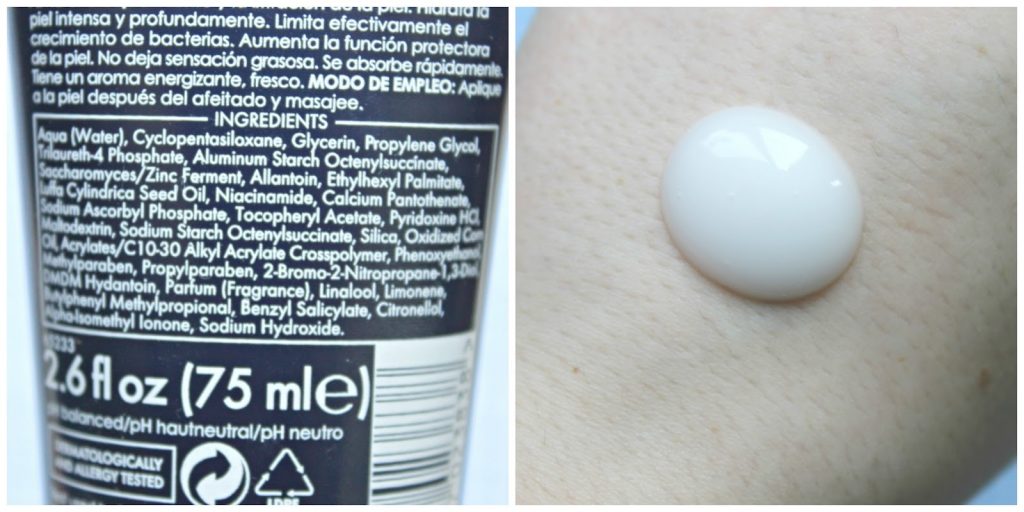 piel intensa y profundamente. Limita efectivamente el
crecimiento de bacterias. Aumenta la función protectora
de la piel. No deja sensación grasosa. Se absorbe rápidamente.
Tiene un aroma energizante, fresco. MODO DE EMPLEO: Aplique
a la piel después del afeitado y masajee.
INGREDIENTS
Aqua (Water), Cyclopentasiloxane, Glycerin, Propylene Glycol,
Trilaureth-4 Phosphate, Aluminum Starch Octenylsuccinate,
Saccharomyces/Zinc Ferment, Allantoin, Ethylhexyl Palmitate,
Luffa Cylindrica Seed Oil, Niacinamide, Calcium Pantothenate,
Sodium Ascorbyl Phosphate, Tocopheryl Acetate, Pyridoxine HCl,
Maltodextrin, Sodium Starch Octenylsuccinate, Silica, Oxidized Corn
Oil, Acrylates/C10-30 Alkyl Acrylate Crosspolymer, Phenoxyethanol,
Methylparaben, Propylparaben, 2-Bromo-2-Nitropropane-1,3-Diol,
DMDM Hydantoin, Parfum (Fragrance), Linalool, Limonene,
Butylphenyl Methylpropional, Benzyl Salicylate, Citronellol,
Alpha-Isomethyl Ionone, Sodium Hydroxide.
2.6 fl oz (75 ml℮)
pH balanced/pH hautneutral/pH neutro
DERMATOLOGICALLY
AND ALLERGY TESTED
LDPE